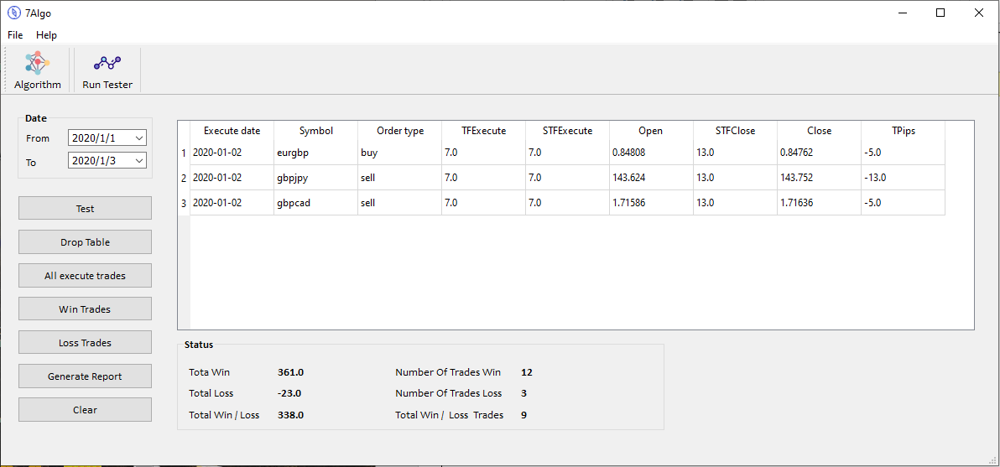 7Algo
File Help
Algorithm Run Tester
Date
From 2020/1/1
To 2020/1/3
Test
Drop Table
All execute trades
Win Trades
Loss Trades
Generate Report
Clear
Execute date Symbol Order type TFExecute STFExecute Open STFClose Close TPips
1 2020-01-02 eurgbp buy 7.0 7.0 0.84808 13.0 0.84762 -5.0
2 2020-01-02 gbpjpy sell 7.0 7.0 143.624 13.0 143.752 -13.0
3 2020-01-02 gbpcad sell 7.0 7.0 1.71586 13.0 1.71636 -5.0
Status
Tota Win 361.0 Number Of Trades Win 12
Total Loss -23.0 Number Of Trades Loss 3
Total Win / Loss 338.0 Total Win / Loss Trades 9